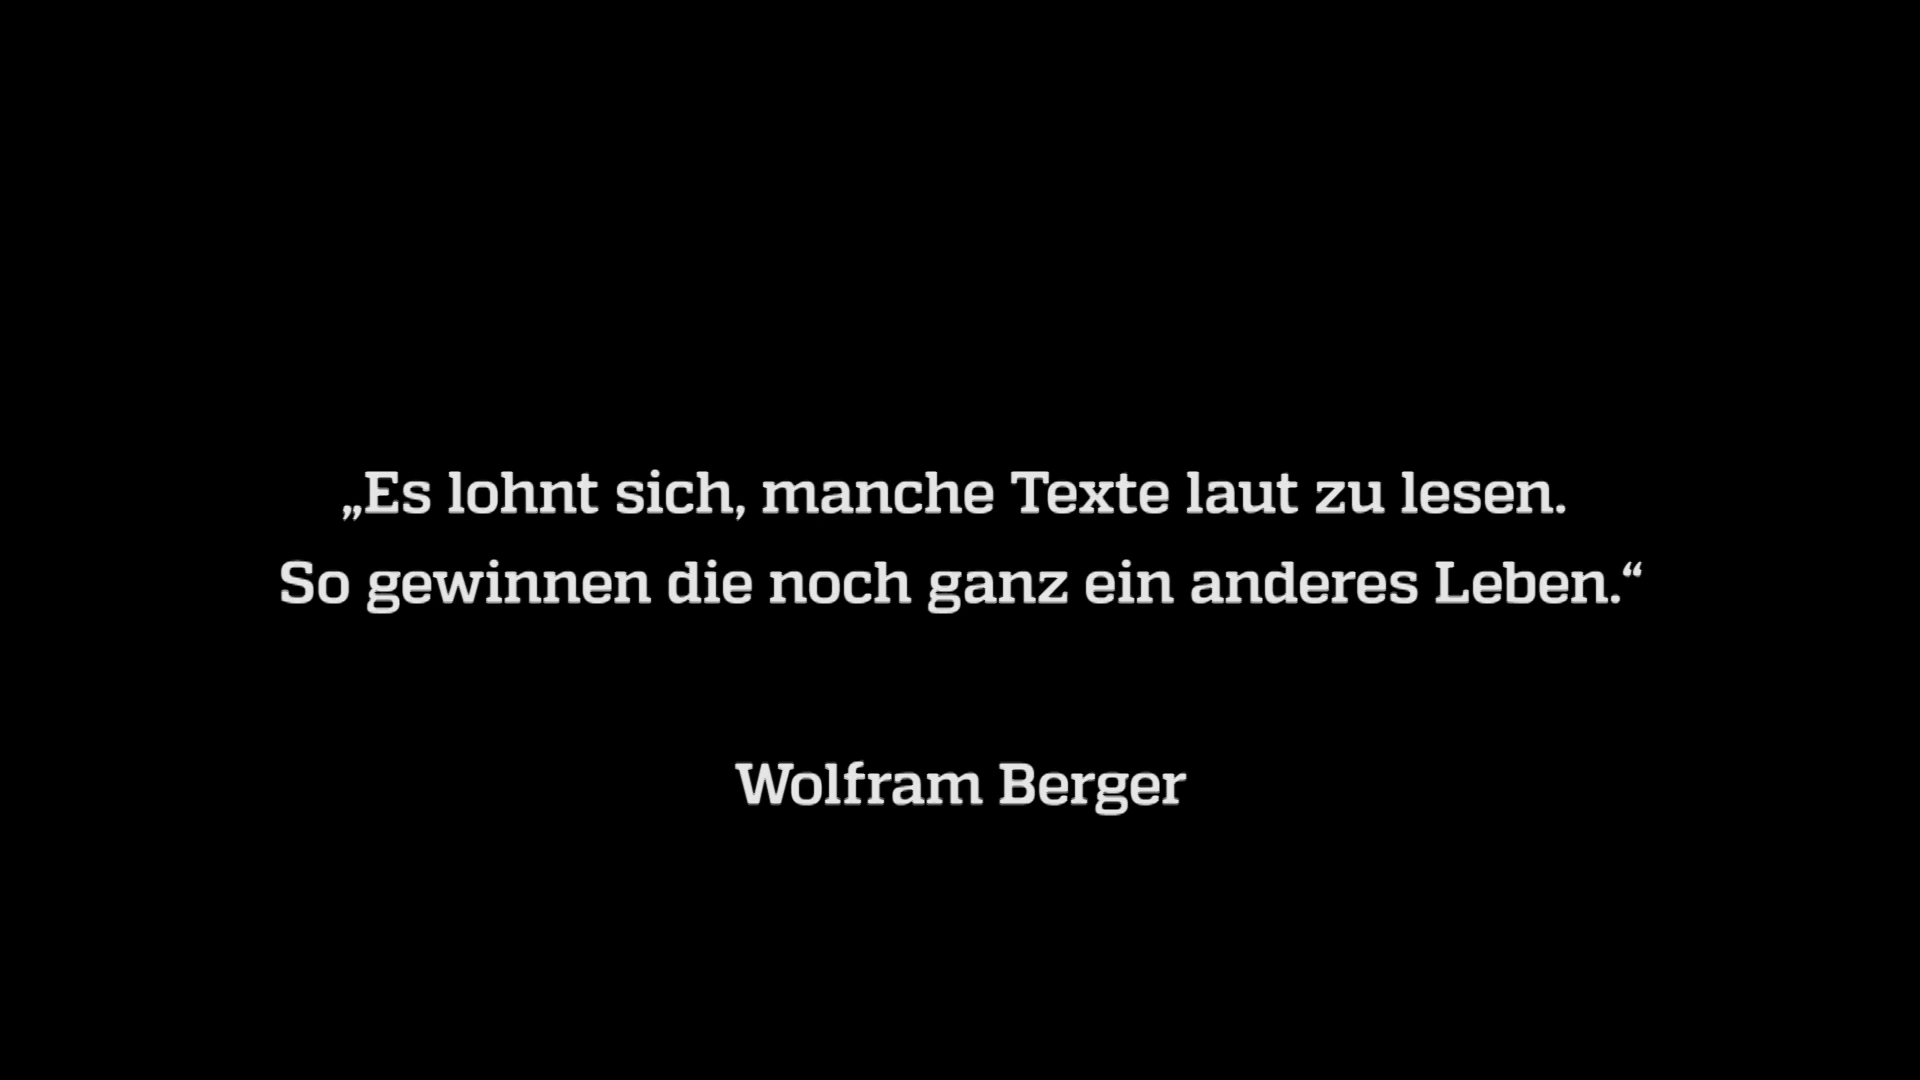 „Es lohnt sich, manche Texte laut zu lesen.
So gewinnen die noch ganz ein anderes Leben.“
Wolfram Berger